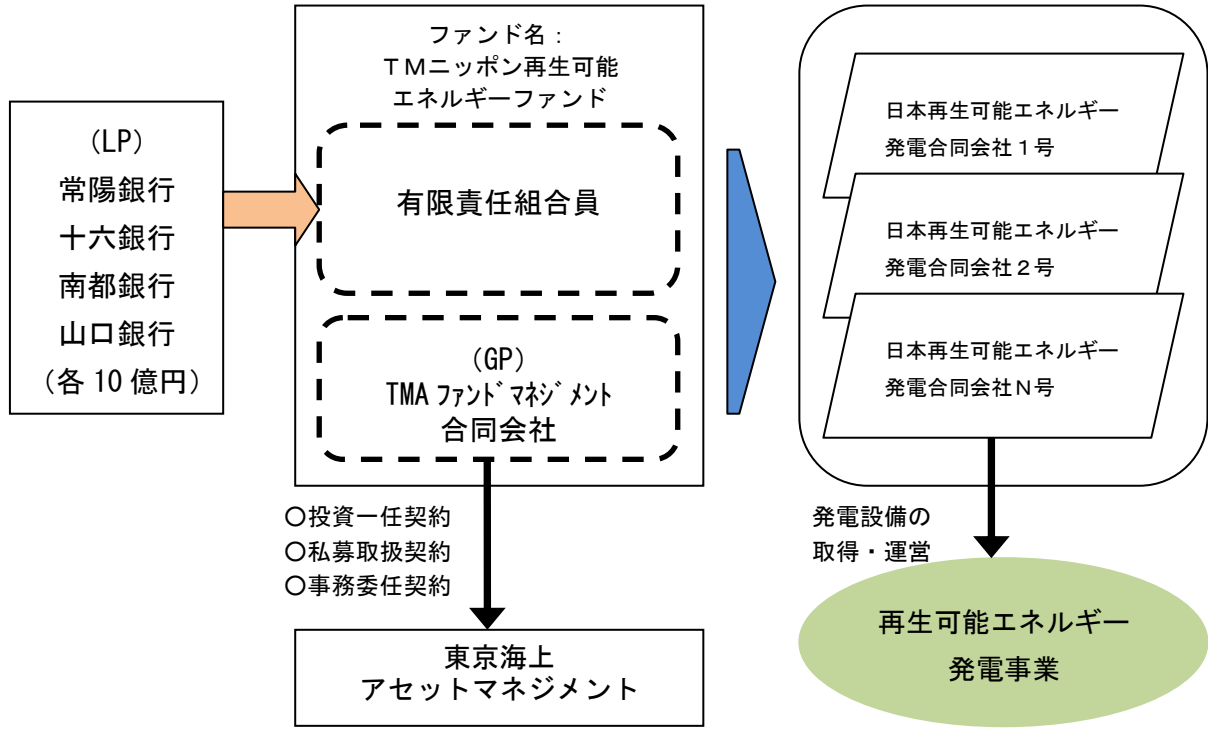 (LP)
常陽銀行
十六銀行
南都銀行
山口銀行
(各 10 億円)
ファンド名：
ＴＭニッポン再生可能
エネルギーファンド
有限責任組合員
(GP)
TMA ﾌｧﾝﾄﾞﾏﾈｼﾞﾒﾝﾄ
合同会社
○投資一任契約
○私募取扱契約
○事務委任契約
東京海上
アセットマネジメント
日本再生可能エネルギー
発電合同会社１号
日本再生可能エネルギー
発電合同会社２号
日本再生可能エネルギー
発電合同会社Ｎ号
発電設備の
取得・運営
再生可能エネルギー
発電事業